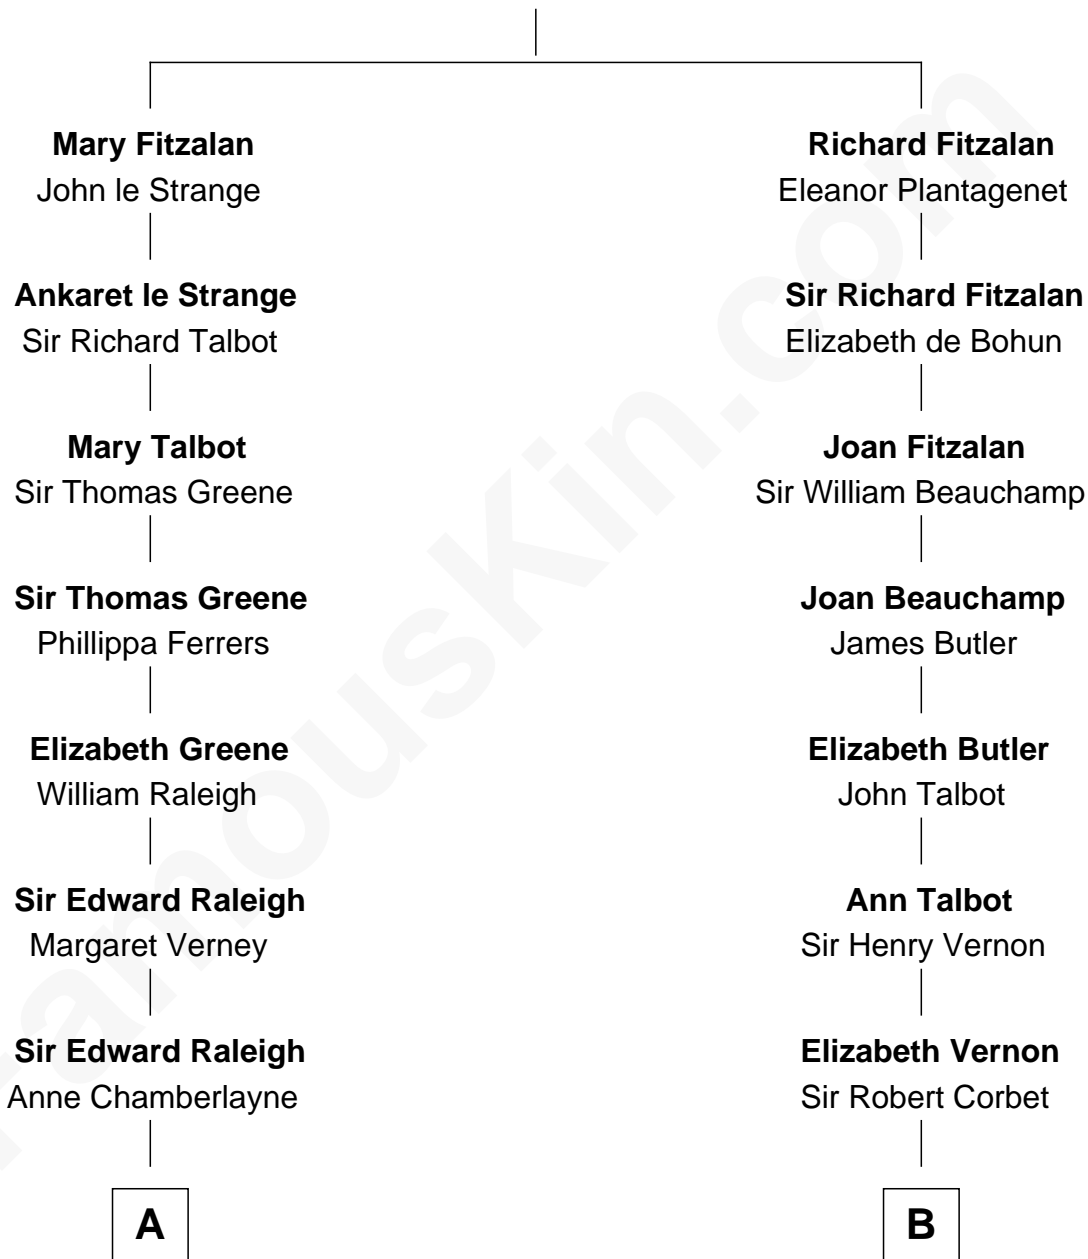 Mary Fitzalan
John le Strange
Ankaret le Strange
Sir Richard Talbot
Mary Talbot
Sir Thomas Greene
Sir Thomas Greene
Phillippa Ferrers
Elizabeth Greene
William Raleigh
Sir Edward Raleigh
Margaret Verney
Sir Edward Raleigh
Anne Chamberlayne
A
Richard Fitzalan
Eleanor Plantagenet
Sir Richard Fitzalan
Elizabeth de Bohun
Joan Fitzalan
Sir William Beauchamp
Joan Beauchamp
James Butler
Elizabeth Butler
John Talbot
Ann Talbot
Sir Henry Vernon
Elizabeth Vernon
Sir Robert Corbet
B
FamousKin.com